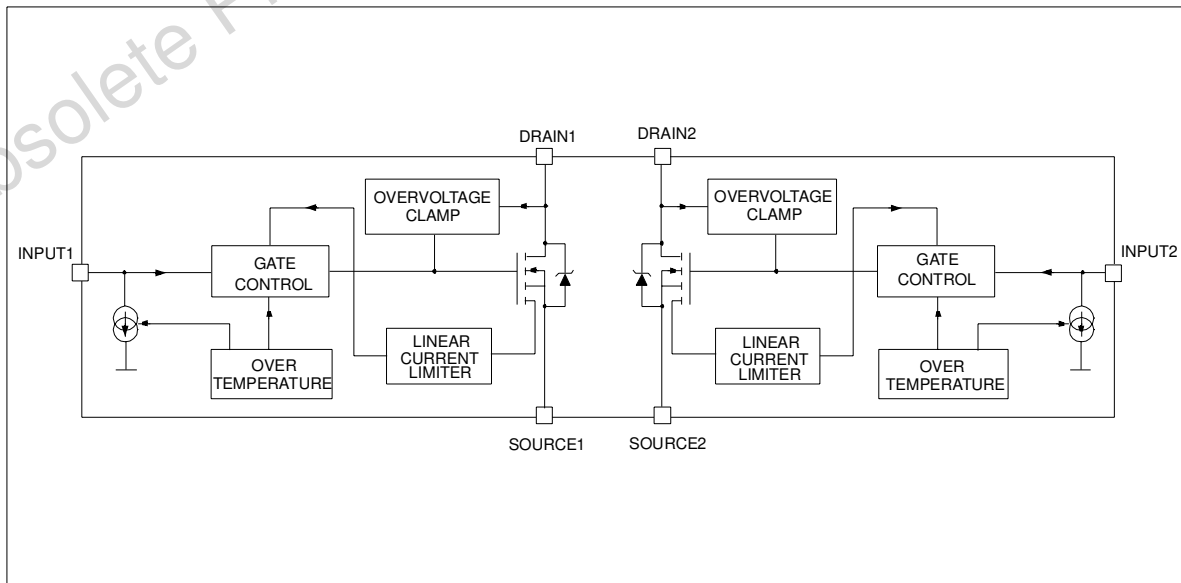 DRAIN1
DRAIN2
OVERVOLTAGE
CLAMP
OVERVOLTAGE
CLAMP
INPUT1
GATE
CONTROL
GATE
CONTROL
INPUT2
OVER
TEMPERATURE
LINEAR
CURRENT
LIMITER
LINEAR
CURRENT
LIMITER
OVER
TEMPERATURE
SOURCE1
SOURCE2